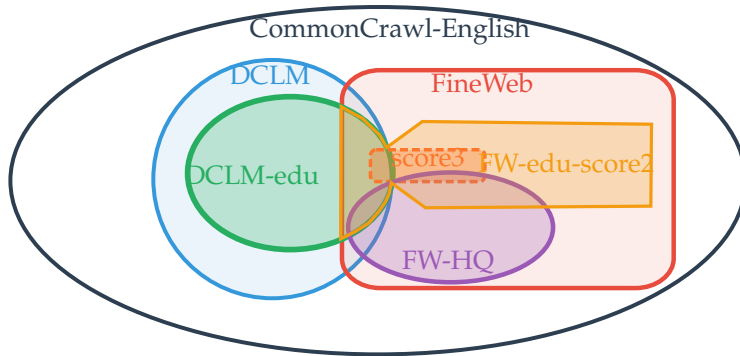 CommonCrawl-English
DCLM
FineWeb
score3
FW-edu-score2
DCLM-edu
FW-HQ